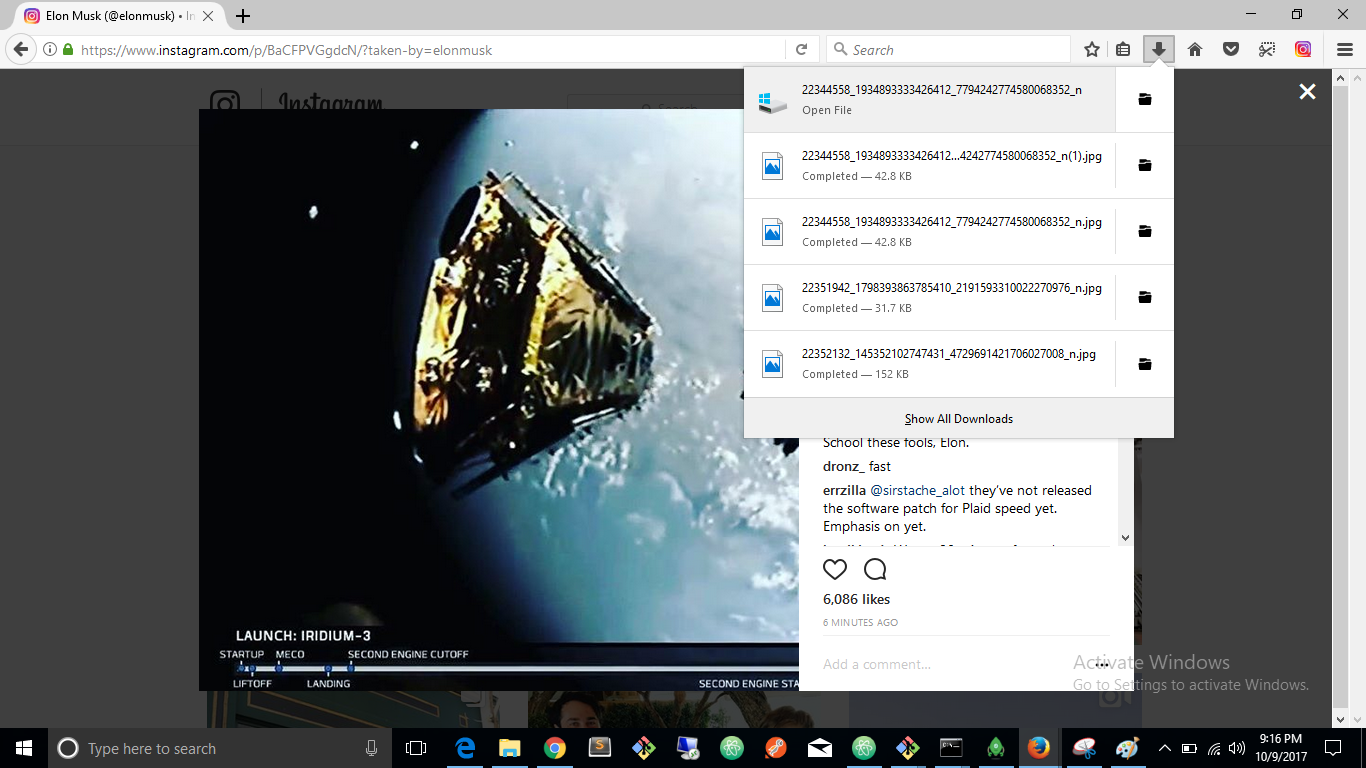 Elon Musk (@elonmusk) • In
https://www.instagram.com/p/BaCFPVGgdcN/?taken-by=elonmusk
Search
Instagram
Search
22344558_1934893333426412_7794242774580068352_n
Open File
22344558_1934893333426412...4242774580068352_n(1).jpg
Completed — 42.8 KB
22344558_1934893333426412_7794242774580068352_n.jpg
Completed — 42.8 KB
22351942_1798393863785410_2191593310022270976_n.jpg
Completed — 31.7 KB
22352132_145352102747431_4729691421706027008_n.jpg
Completed — 152 KB
Show All Downloads
School these fools, Elon.
dronz_ fast
errzilla @sirstache_alot they've not released
the software patch for Plaid speed yet.
Emphasis on yet.
6,086 likes
6 MINUTES AGO
Add a comment...
LAUNCH: IRIDIUM-3
STARTUP MECO SECOND ENGINE CUTOFF
LIFTOFF LANDING SECOND ENGINE STA
Activate Windows
Go to Settings to activate Windows.
Type here to search
9:16 PM
10/9/2017